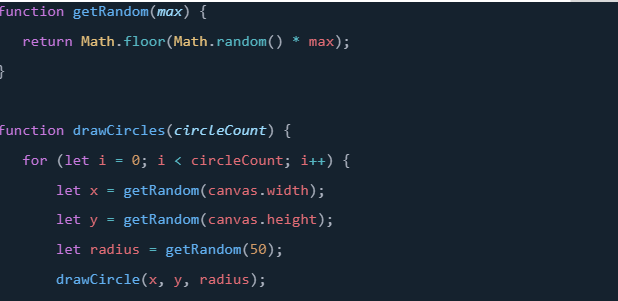 function getRandom(max) {
return Math.floor(Math.random() * max);
}
function drawCircles(circleCount) {
for (let i = 0; i < circleCount; i++) {
let x = getRandom(canvas.width);
let y = getRandom(canvas.height);
let radius = getRandom(50);
drawCircle(x, y, radius);